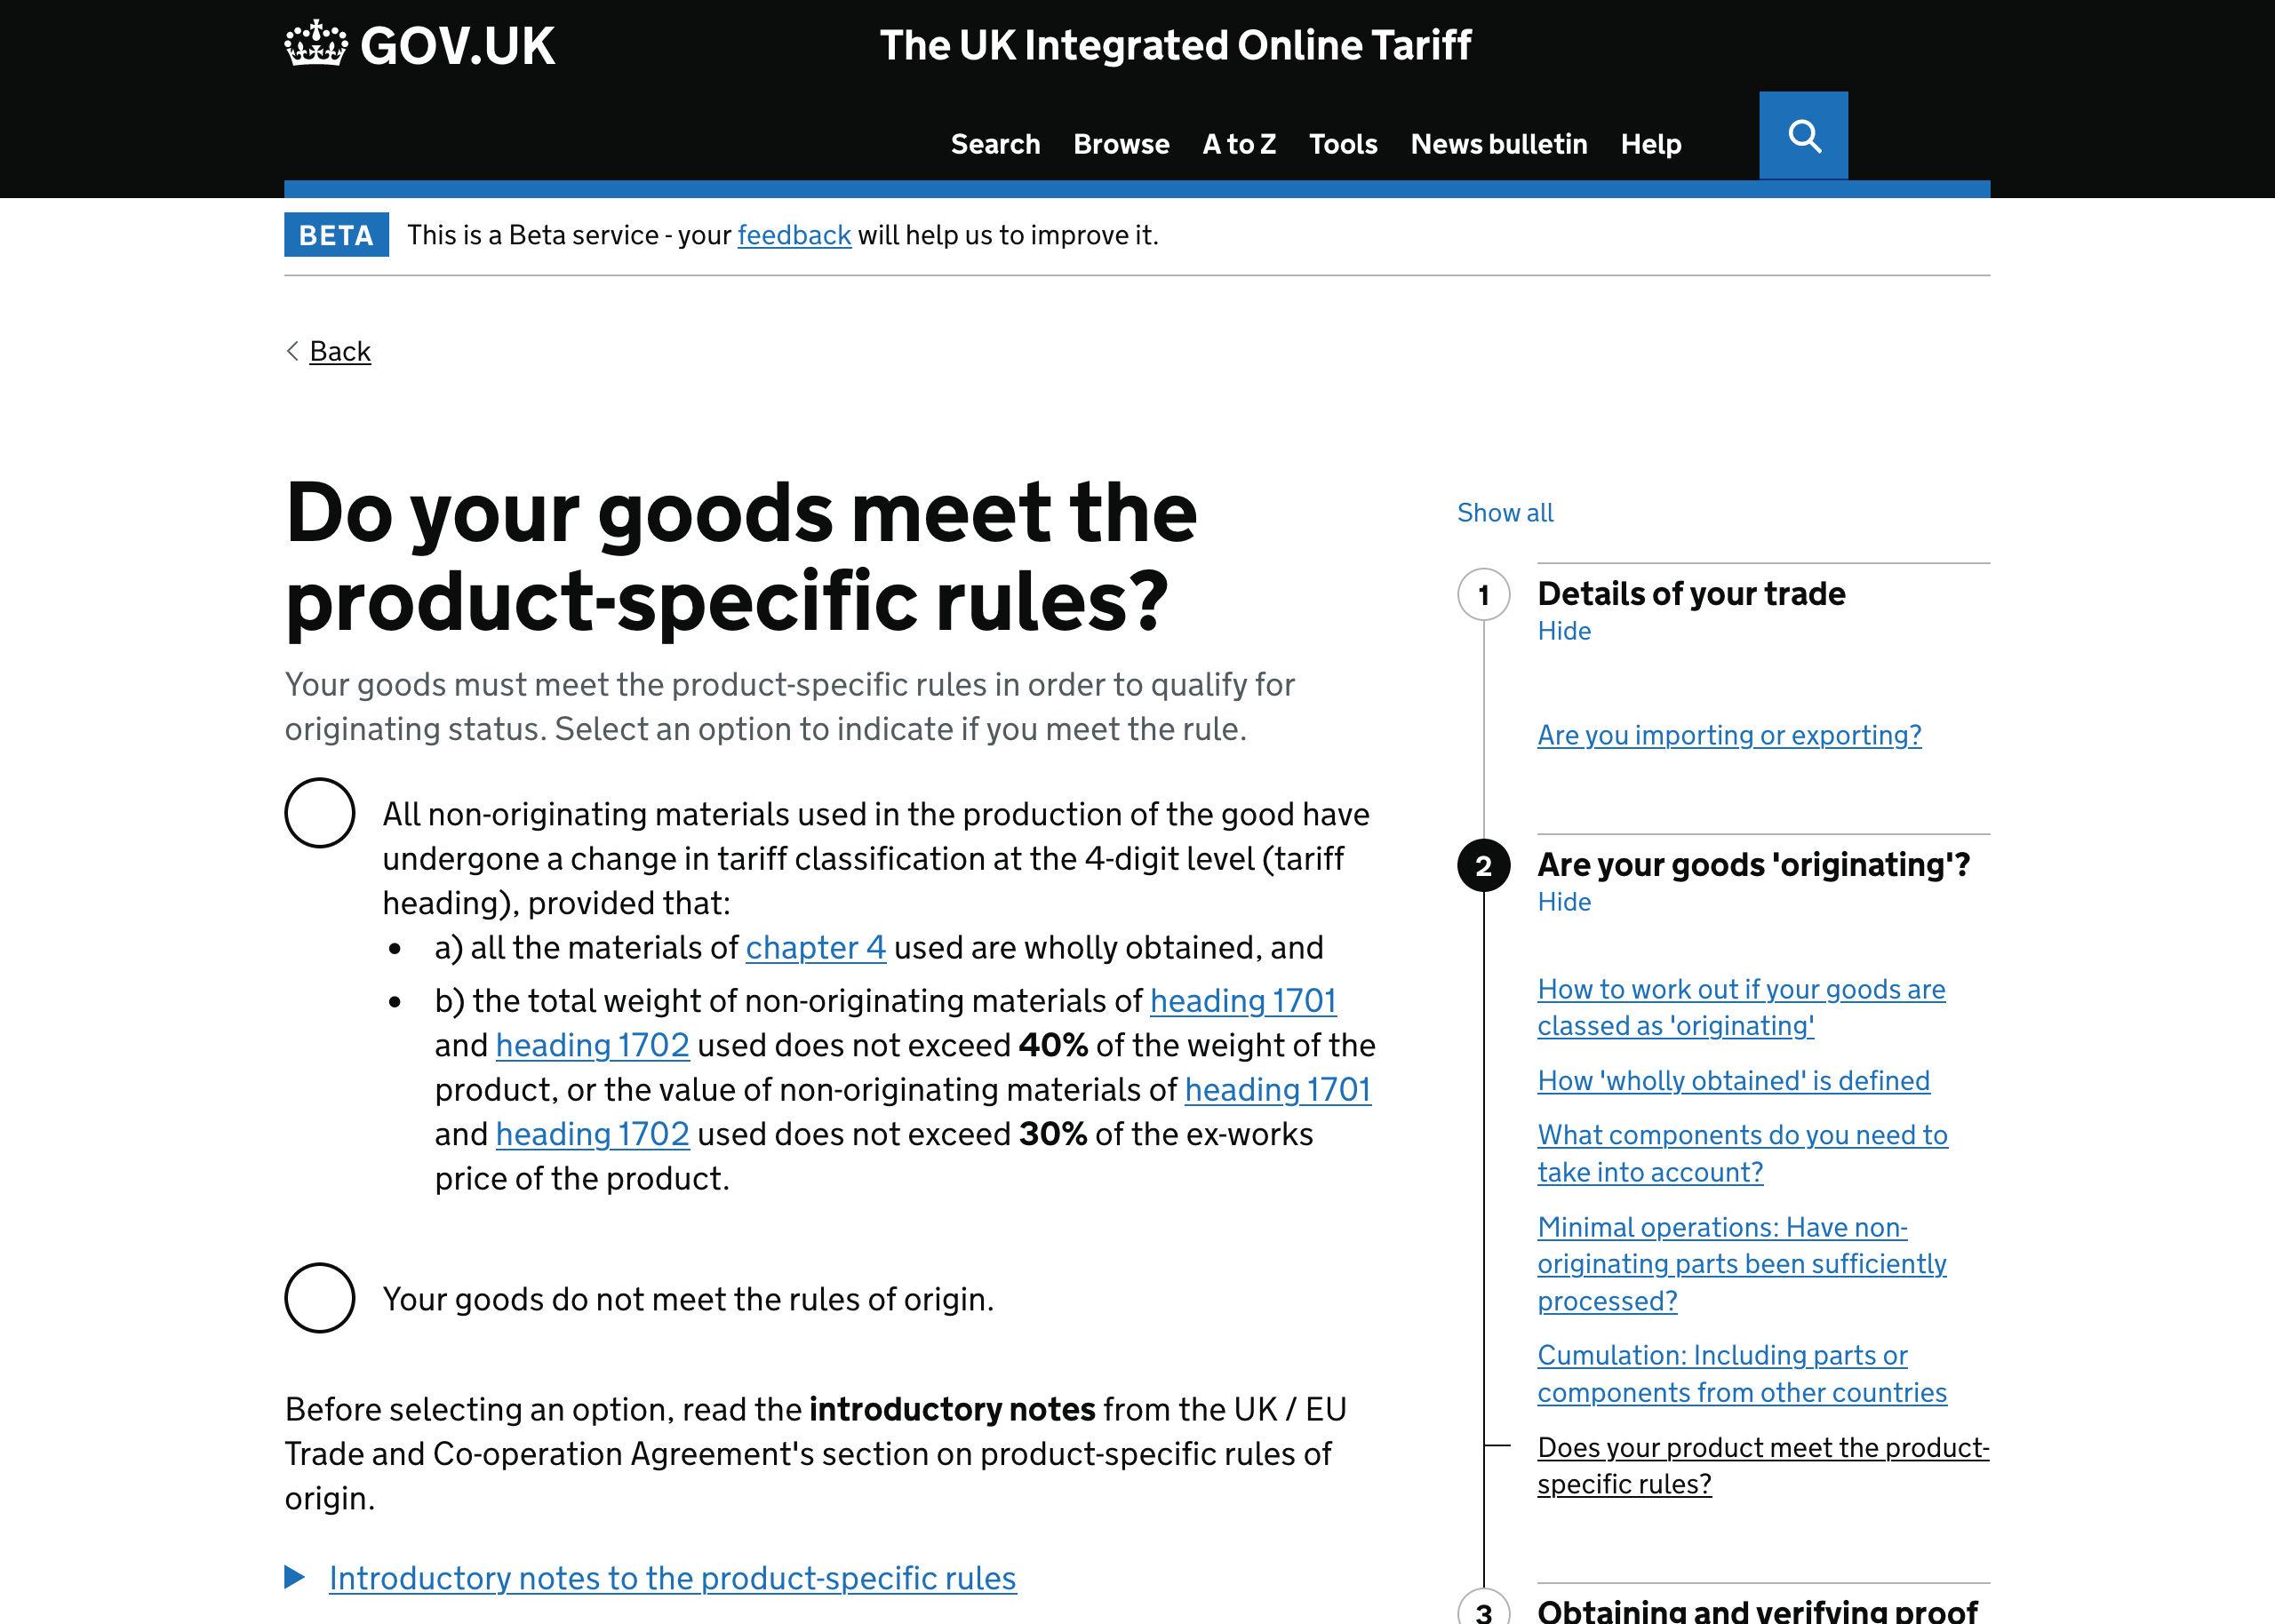 GOV.UK
The UK Integrated Online Tariff
Search Browse A to Z Tools News bulletin Help
BETA This is a Beta service - your feedback will help us to improve it.
Back
Do your goods meet the
product-specific rules?
Your goods must meet the product-specific rules in order to qualify for
originating status. Select an option to indicate if you meet the rule.
All non-originating materials used in the production of the good have
undergone a change in tariff classification at the 4-digit level (tariff
heading), provided that:
• a) all the materials of chapter 4 used are wholly obtained, and
• b) the total weight of non-originating materials of heading 1701
and heading 1702 used does not exceed 40% of the weight of the
product, or the value of non-originating materials of heading 1701
and heading 1702 used does not exceed 30% of the ex-works
price of the product.
Your goods do not meet the rules of origin.
Before selecting an option, read the introductory notes from the UK / EU
Trade and Co-operation Agreement's section on product-specific rules of
origin.
Introductory notes to the product-specific rules
Show all
1 Details of your trade
Hide
Are you importing or exporting?
2 Are your goods 'originating'?
Hide
How to work out if your goods are
classed as 'originating'
How 'wholly obtained' is defined
What components do you need to
take into account?
Minimal operations: Have non-
originating parts been sufficiently
processed?
Cumulation: Including parts or
components from other countries
Does your product meet the product-
specific rules?
3 Obtaining and verifying proof